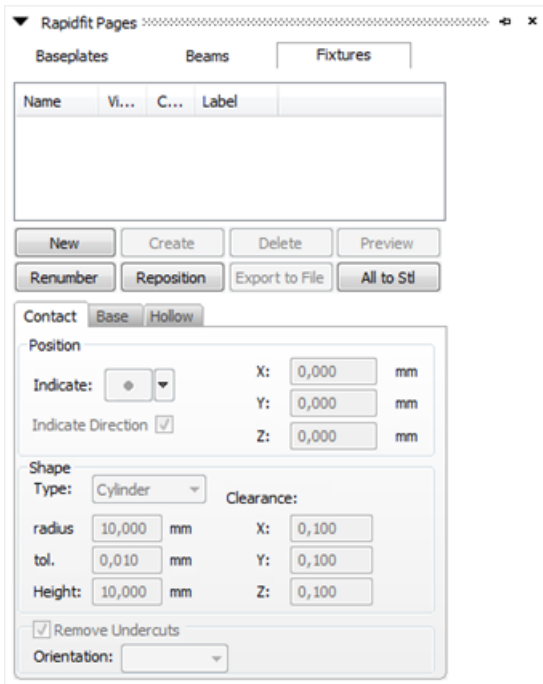 Rapidfit Pages
Baseplates Beams Fixtures
Name Vi... C... Label
New Create Delete Preview
Renumber Reposition Export to File All to Stl
Contact Base Hollow
Position
Indicate: X: 0,000 mm
Y: 0,000 mm
Indicate Direction
Z: 0,000 mm
Shape
Type: Cylinder Clearance:
radius 10,000 mm X: 0,100
tol. 0,010 mm Y: 0,100
Height: 10,000 mm Z: 0,100
Remove Undercuts
Orientation: